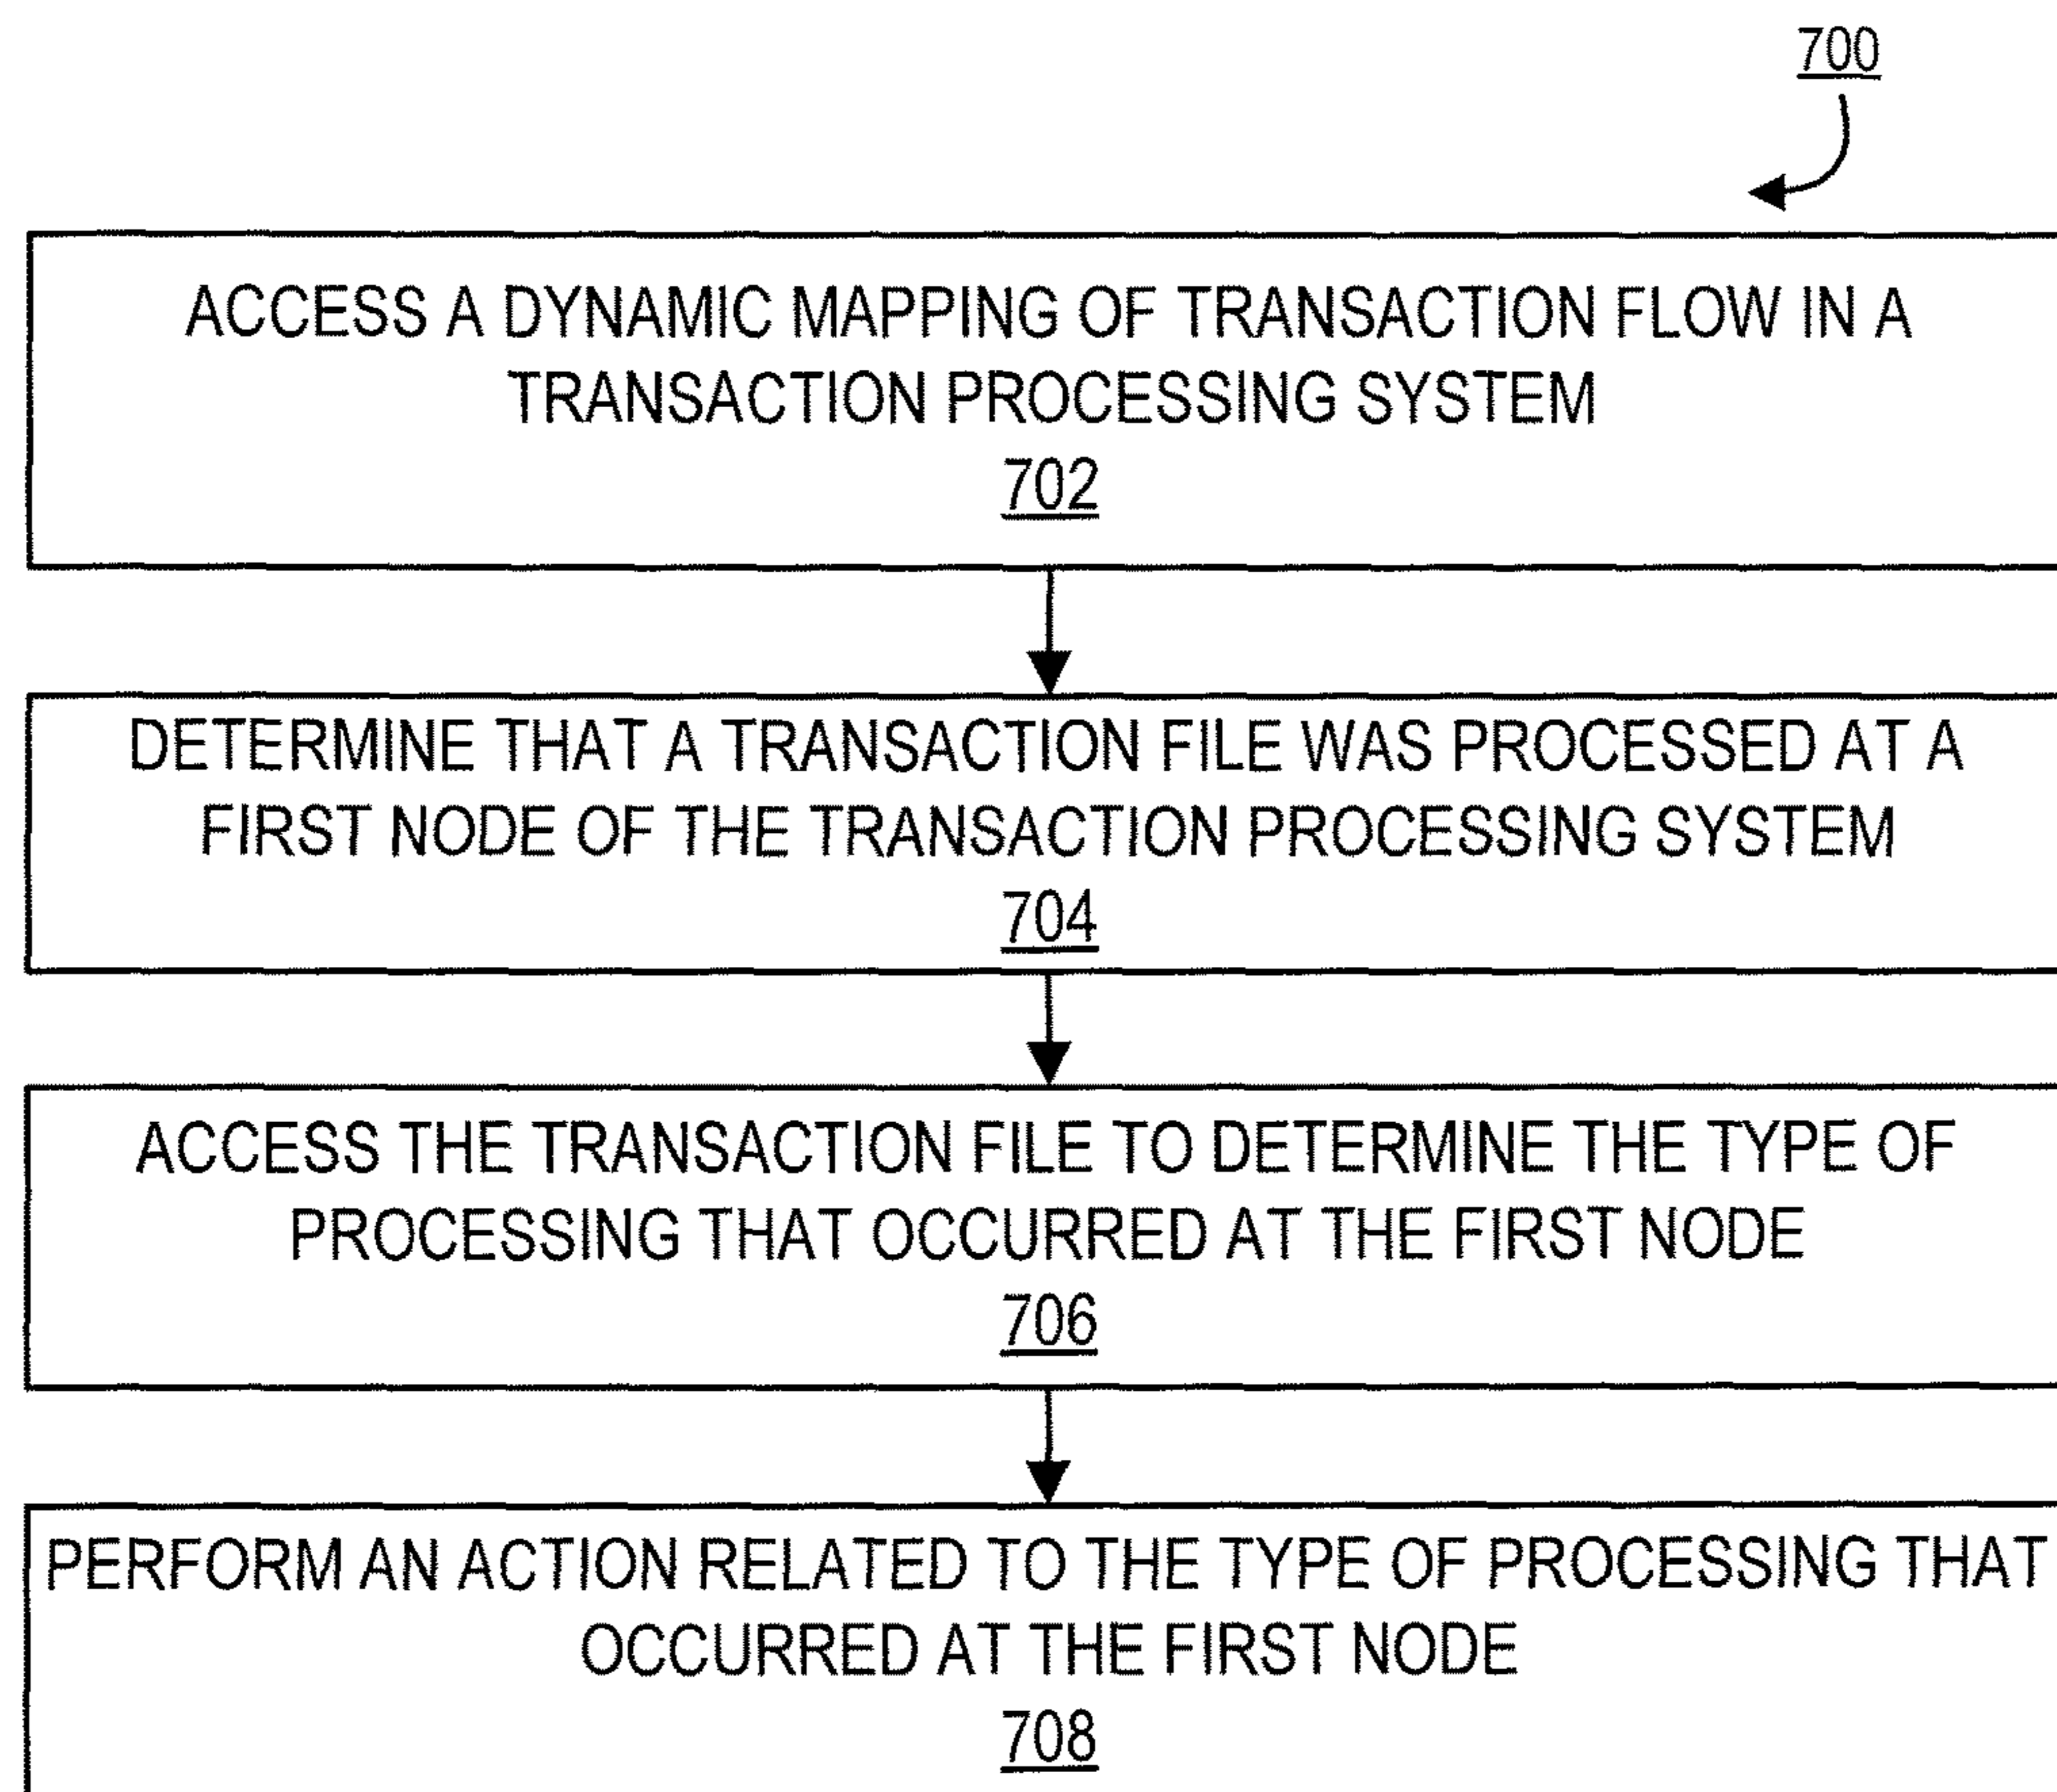 700
ACCESS A DYNAMIC MAPPING OF TRANSACTION FLOW IN A
TRANSACTION PROCESSING SYSTEM
702
DETERMINE THAT A TRANSACTION FILE WAS PROCESSED AT A
FIRST NODE OF THE TRANSACTION PROCESSING SYSTEM
704
ACCESS THE TRANSACTION FILE TO DETERMINE THE TYPE OF
PROCESSING THAT OCCURRED AT THE FIRST NODE
706
PERFORM AN ACTION RELATED TO THE TYPE OF PROCESSING THAT
OCCURRED AT THE FIRST NODE
708